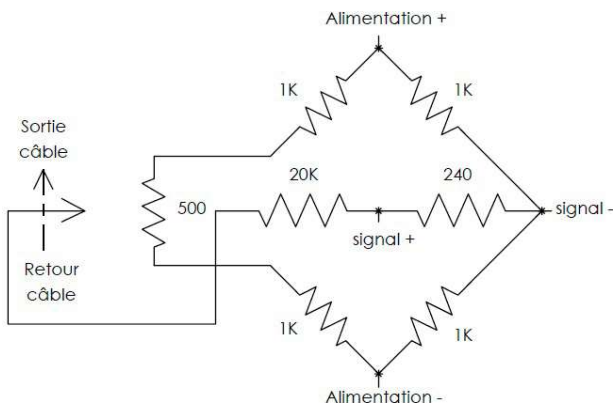 Alimentation +
1K
1K
Sortie
câble
20K
240
500
signal -
signal +
Retour
câble
1K
1K
Alimentation -